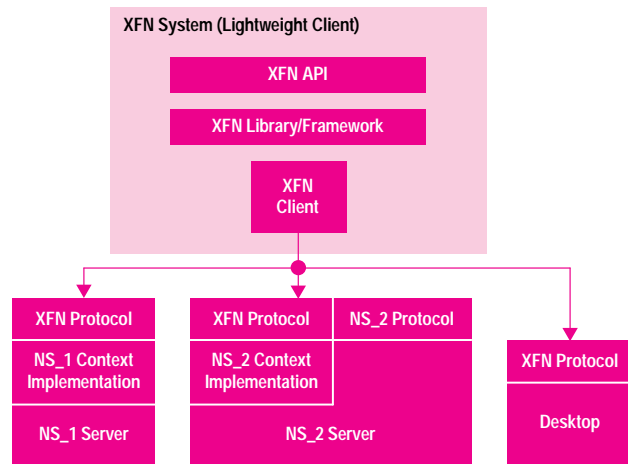 XFN System (Lightweight Client)
XFN API
XFN Library/Framework
XFN
Client
XFN Protocol
NS_1 Context
Implementation
NS_1 Server
XFN Protocol
NS_2 Protocol
NS_2 Context
Implementation
NS_2 Server
XFN Protocol
Desktop